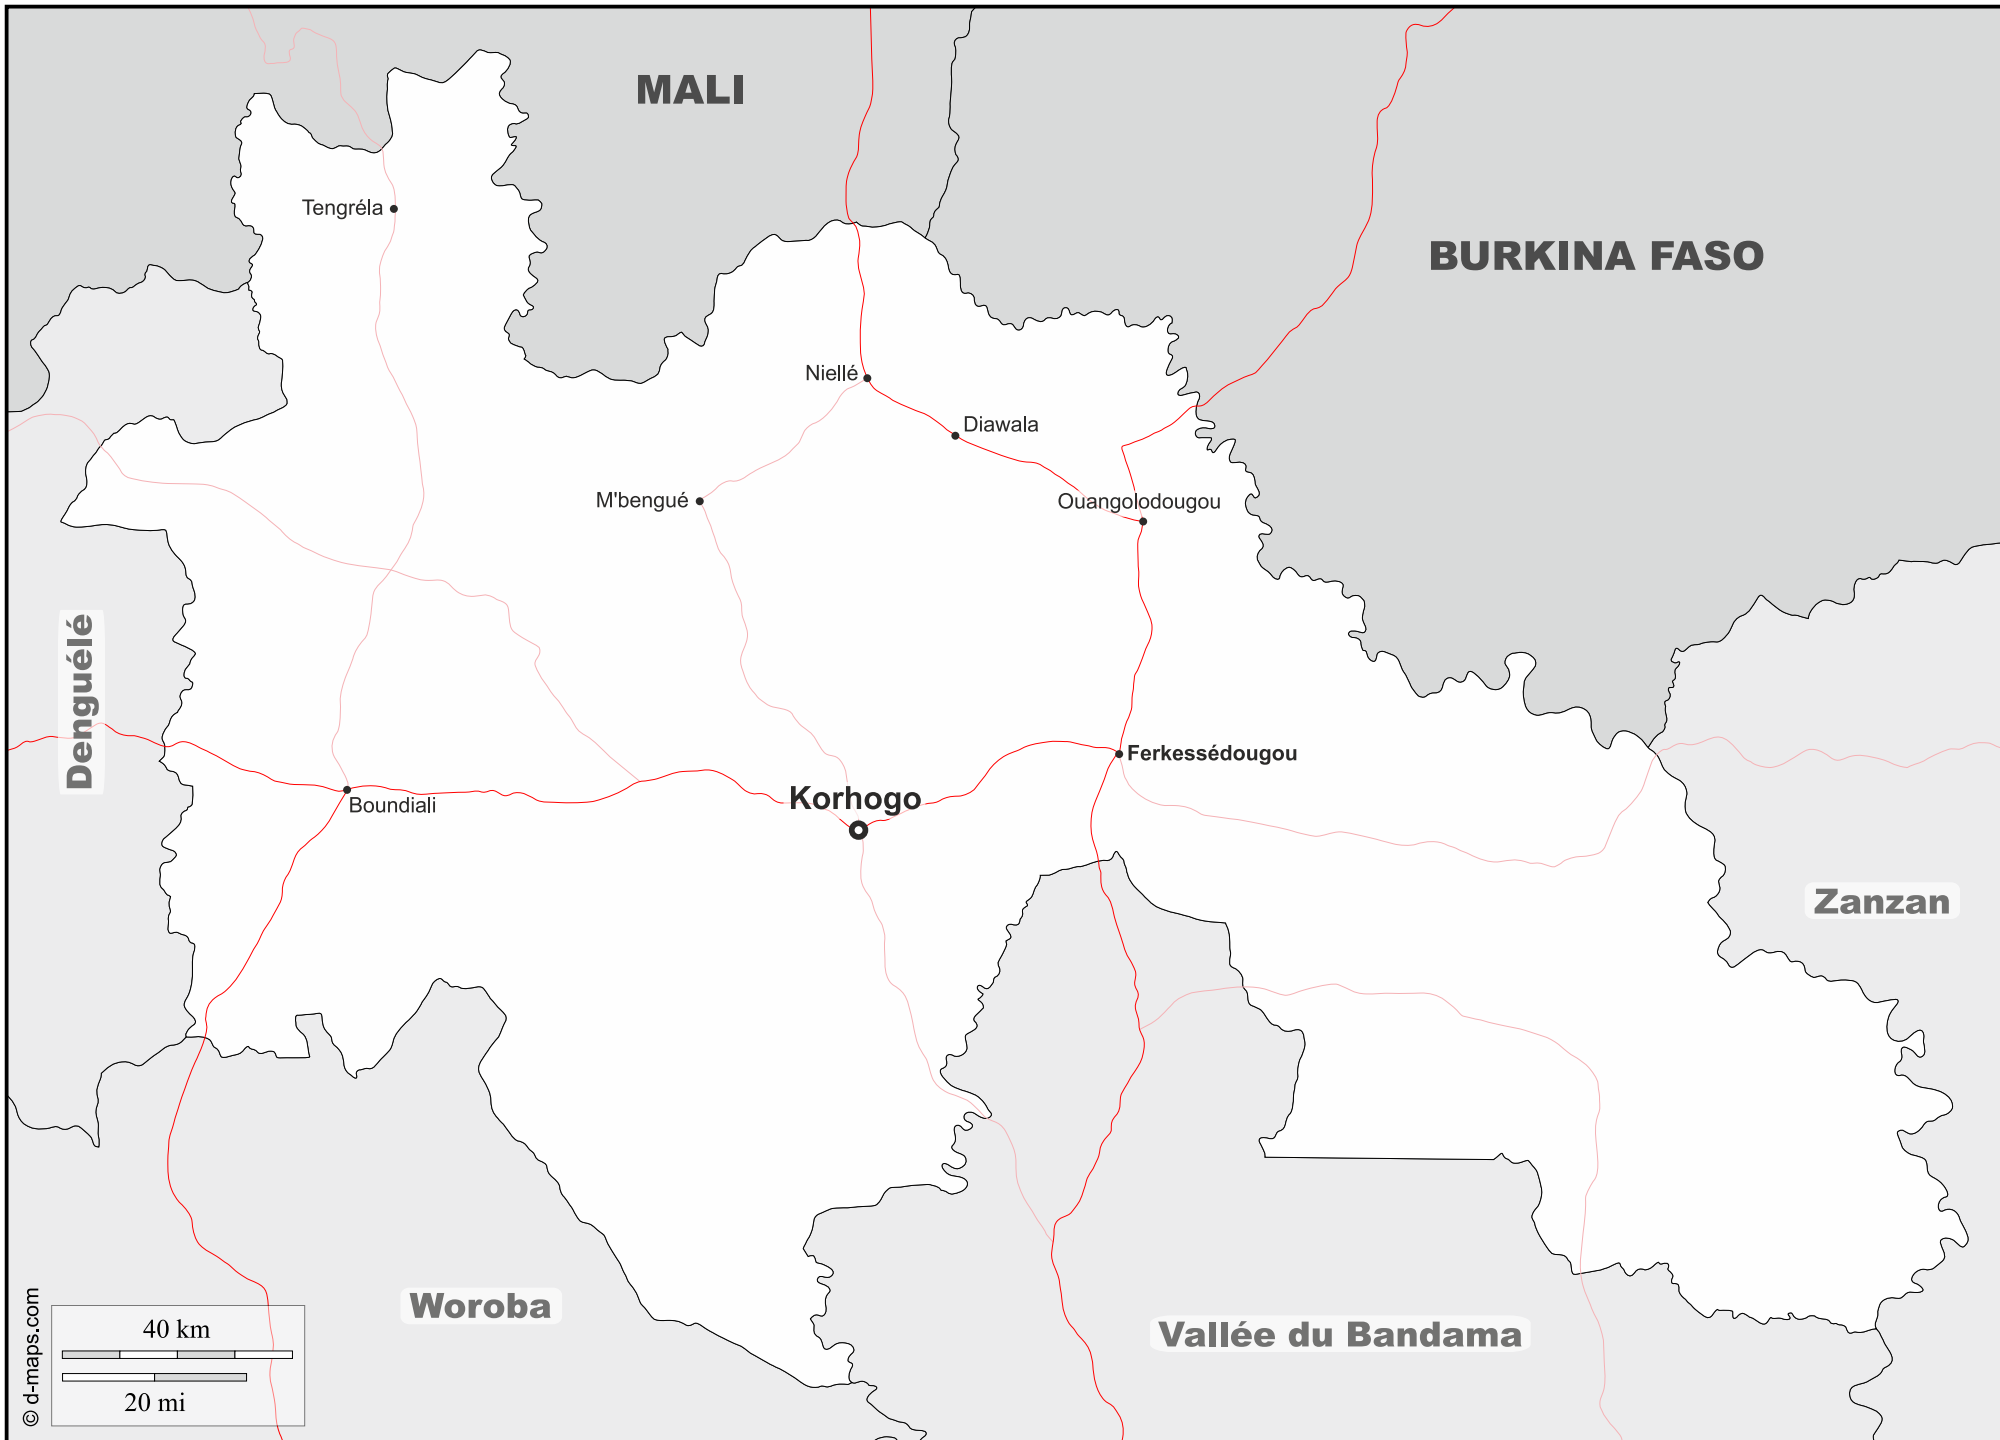 MALI
Tengréla
BURKINA FASO
Niellé
Diawala
M'bengué
Ouangolodougou
Denguélé
Ferkessédougou
Boundiali
Korhogo
Zanzan
Woroba
Vallée du Bandama
40 km
20 mi
© d-maps.com